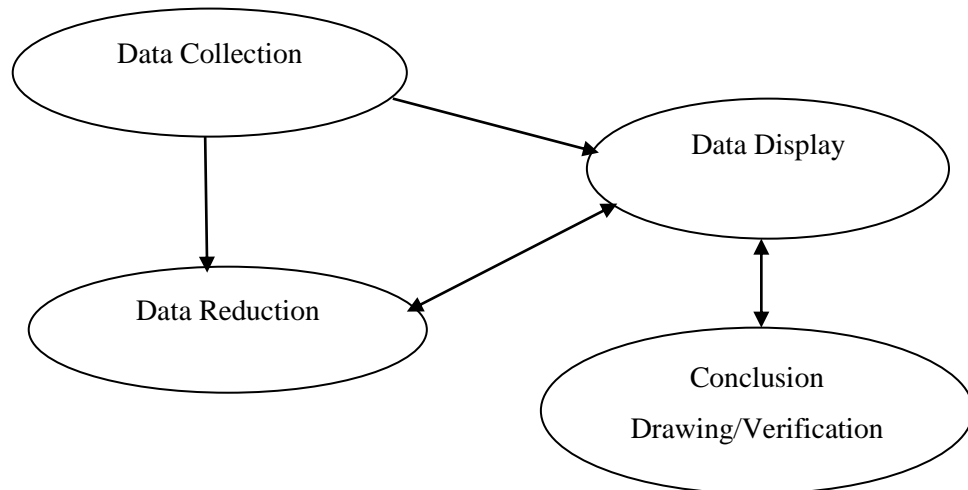 Data Collection
Data Display
Data Reduction
Conclusion
Drawing/Verification